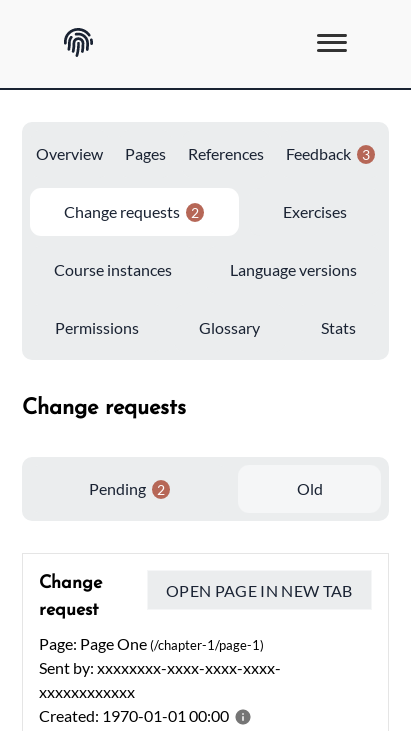 Overview Pages References Feedback 3
Change requests 2 Exercises
Course instances Language versions
Permissions Glossary Stats
Change requests
Pending 2 Old
Change
request
OPEN PAGE IN NEW TAB
Page: Page One (/chapter-1/page-1)
Sent by: xxxxxxxx-xxxx-xxxx-xxxx-
xxxxxxxxxxxx
Created: 1970-01-01 00:00